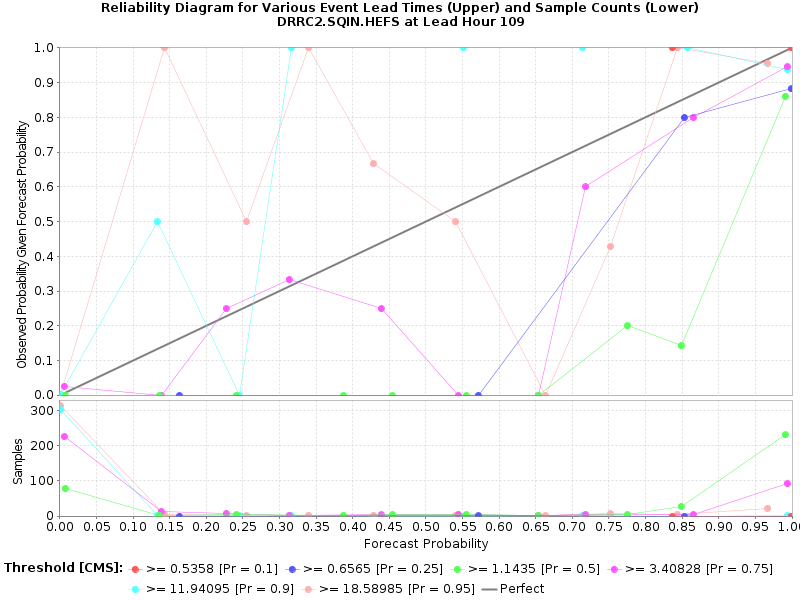 Reliability Diagram for Various Event Lead Times (Upper) and Sample Counts (Lower)
DRRC2.SQIN.HEFS at Lead Hour 109
Observed Probability Given Forecast Probability
1.0
0.9
0.8
0.7
0.6
0.5
0.4
0.3
0.2
0.1
0.0
Samples
300
200
100
0
0.00 0.05 0.10 0.15 0.20 0.25 0.30 0.35 0.40 0.45 0.50 0.55 0.60 0.65 0.70 0.75 0.80 0.85 0.90 0.95 1.00
Forecast Probability
Threshold [CMS]: >= 0.5358 [Pr = 0.1] >= 0.6565 [Pr = 0.25] >= 1.1435 [Pr = 0.5] >= 3.40828 [Pr = 0.75]
>= 11.94095 [Pr = 0.9] >= 18.58985 [Pr = 0.95] Perfect